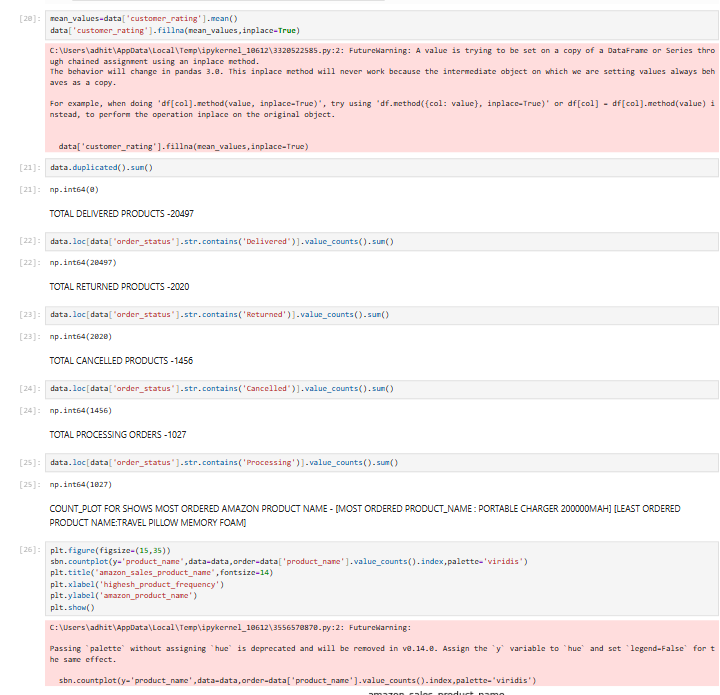 [20]: mean_values=data['customer_rating'].mean()
data['customer_rating'].fillna(mean_values,inplace=True)
C:\Users\adhit\AppData\Local\Temp\ipykernel_10612\3320522585.py:2: FutureWarning: A value is trying to be set on a copy of a DataFrame or Series thro
ugh chained assignment using an inplace method.
The behavior will change in pandas 3.0. This inplace method will never work because the intermediate object on which we are setting values always beh
aves as a copy.
For example, when doing 'df[col].method(value, inplace=True)', try using 'df.method({col: value}, inplace=True)' or df[col] = df[col].method(value) i
nstead, to perform the operation inplace on the original object.
data['customer_rating'].fillna(mean_values,inplace=True)
[21]: data.duplicated().sum()
[21]: np.int64(0)
TOTAL DELIVERED PRODUCTS -20497
[22]: data.loc[data['order_status'].str.contains('Delivered')].value_counts().sum()
[22]: np.int64(20497)
TOTAL RETURNED PRODUCTS -2020
[23]: data.loc[data['order_status'].str.contains('Returned')].value_counts().sum()
[23]: np.int64(2020)
TOTAL CANCELLED PRODUCTS -1456
[24]: data.loc[data['order_status'].str.contains('Cancelled')].value_counts().sum()
[24]: np.int64(1456)
TOTAL PROCESSING ORDERS -1027
[25]: data.loc[data['order_status'].str.contains('Processing')].value_counts().sum()
[25]: np.int64(1027)
COUNT_PLOT FOR SHOWS MOST ORDERED AMAZON PRODUCT NAME - [MOST ORDERED PRODUCT_NAME : PORTABLE CHARGER 200000MAH] [LEAST ORDERED
PRODUCT NAME:TRAVEL PILLOW MEMORY FOAM]
[26]: plt.figure(figsize=(15,35))
sbn.countplot(y='product_name',data=data,order=data['product_name'].value_counts().index,palette='viridis')
plt.title('amazon_sales_product_name',fontsize=14)
plt.xlabel('highesh_product_frequency')
plt.ylabel('amazon_product_name')
plt.show()
C:\Users\adhit\AppData\Local\Temp\ipykernel_10612\3556570870.py:2: FutureWarning:
Passing `palette` without assigning `hue` is deprecated and will be removed in v0.14.0. Assign the `y` variable to `hue` and set `legend=False` for t
he same effect.
sbn.countplot(y='product_name',data=data,order=data['product_name'].value_counts().index,palette='viridis')
amazon_sales_product_name